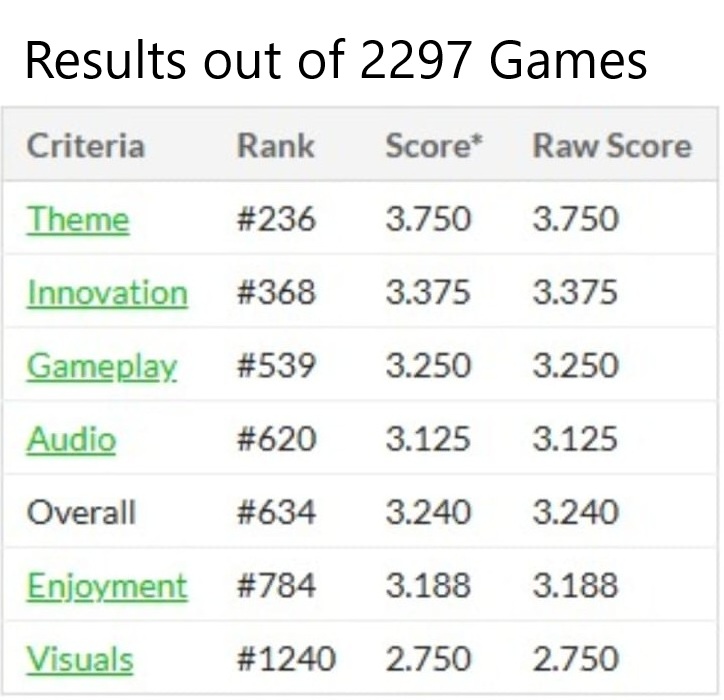 Results out of 2297 Games
Criteria Rank Score* Raw Score
Theme #236 3.750 3.750
Innovation #368 3.375 3.375
Gameplay #539 3.250 3.250
Audio #620 3.125 3.125
Overall #634 3.240 3.240
Enjoyment #784 3.188 3.188
Visuals #1240 2.750 2.750